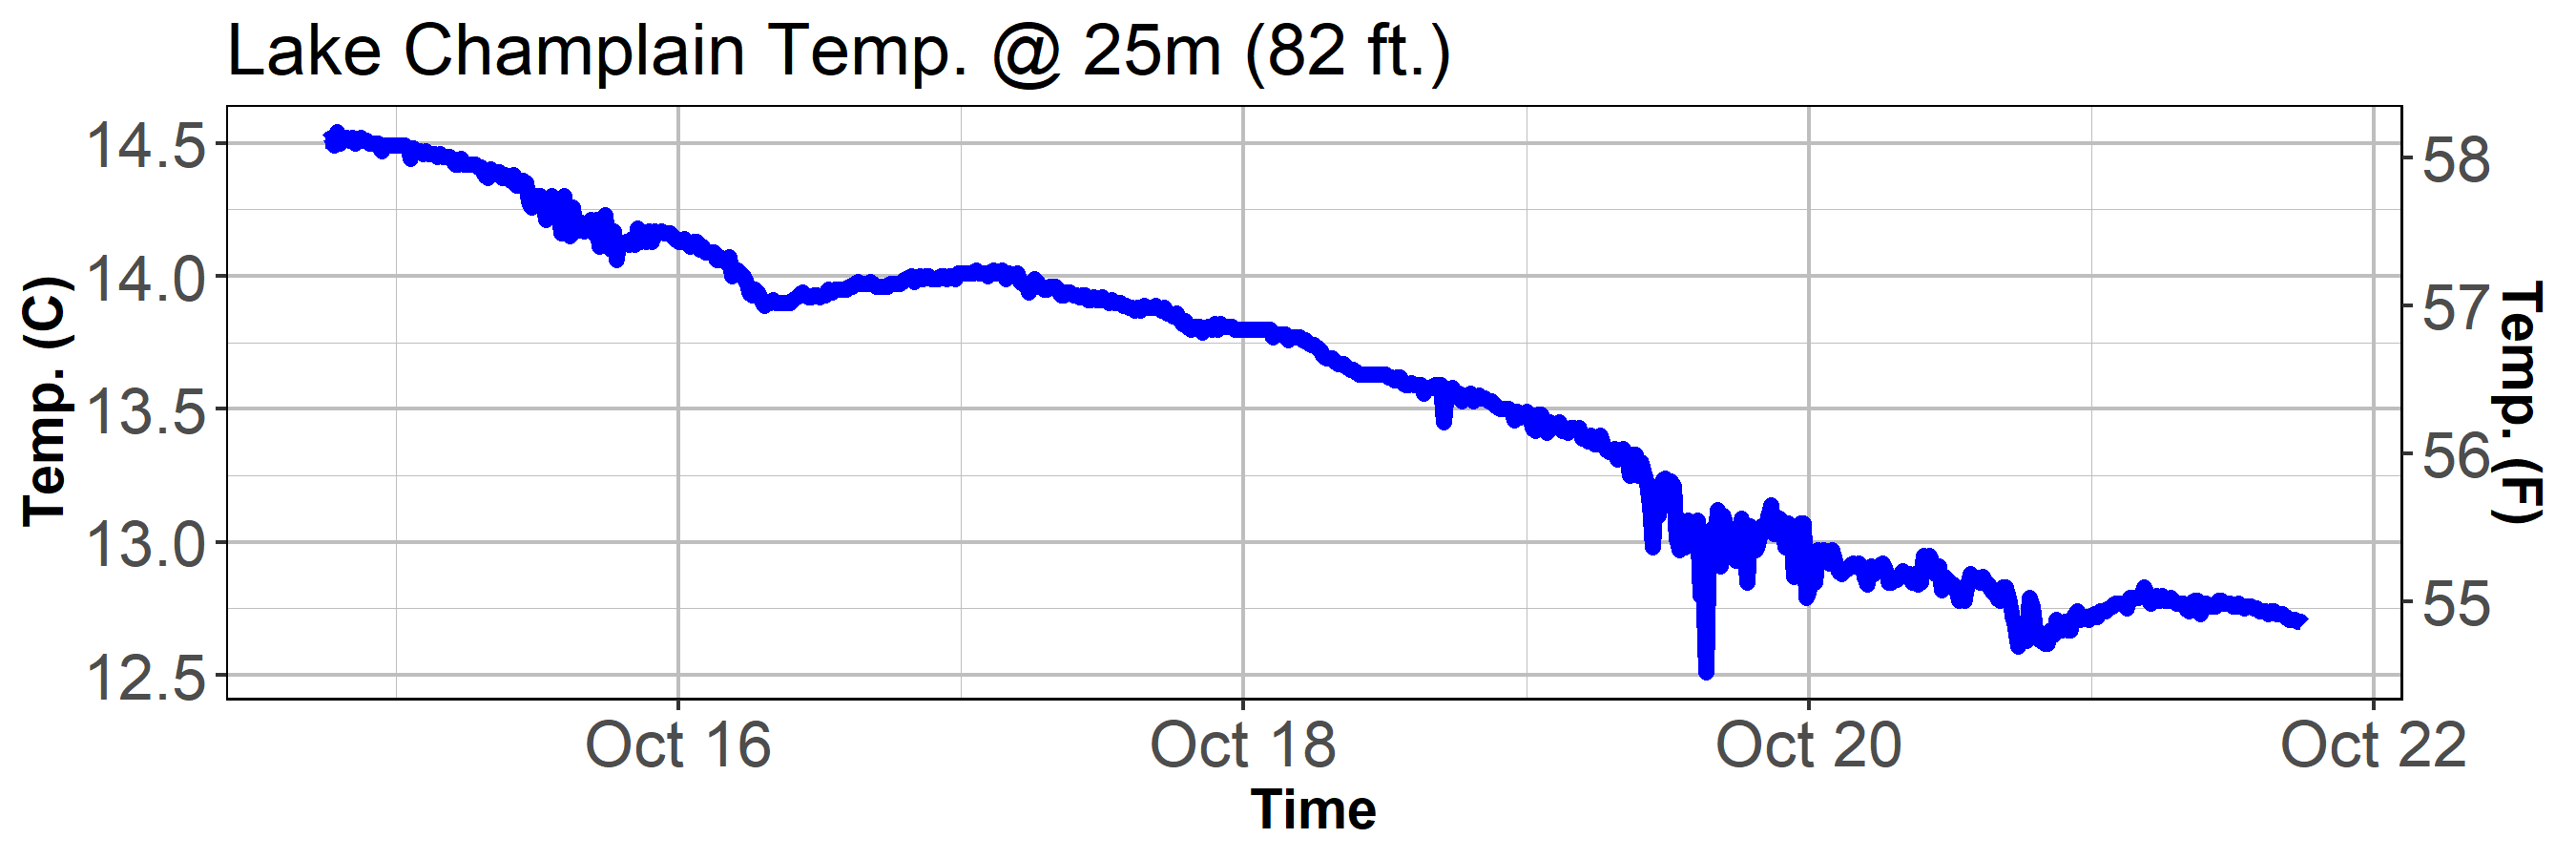 Lake Champlain Temp. @ 25m (82 ft.)
Temp. (C)
14.5
14.0
13.5
13.0
12.5
58
57
56
55
Temp. (F)
Oct 16 Oct 18 Oct 20 Oct 22
Time